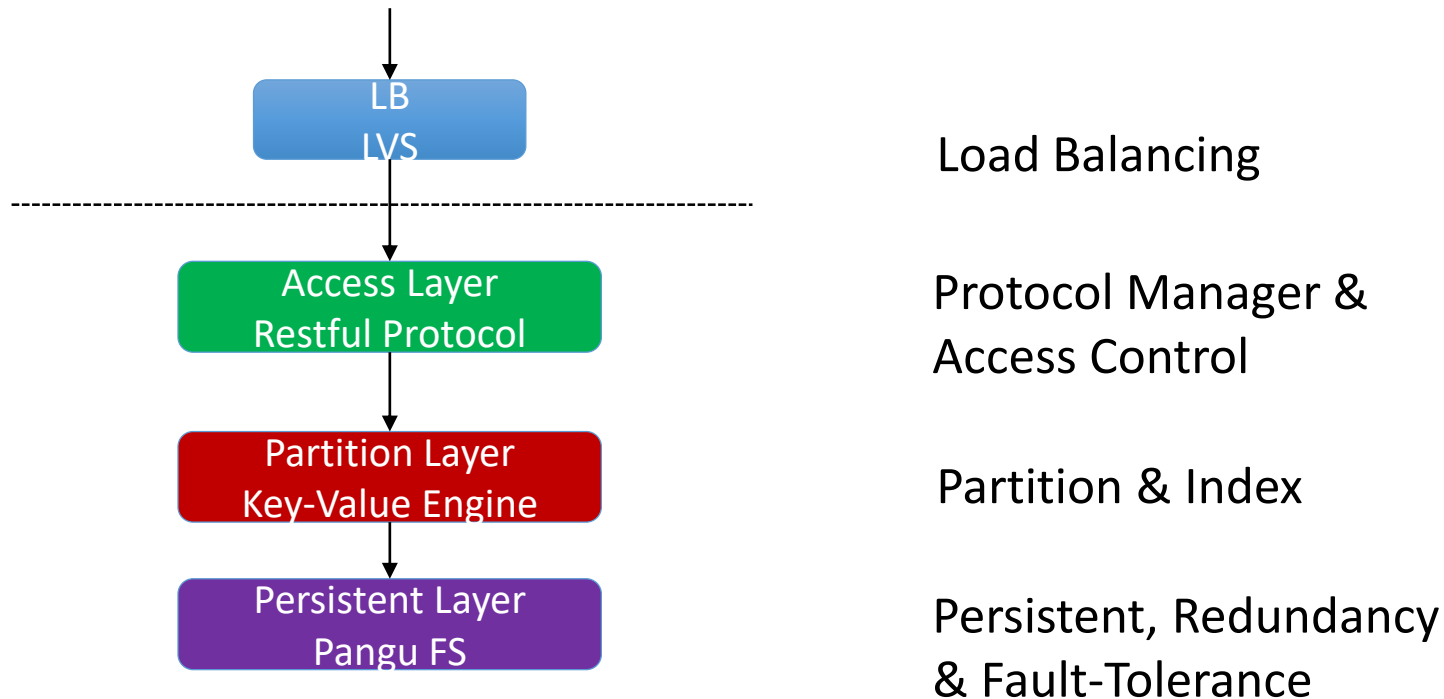 LB
LVS
Load Balancing
Access Layer
Restful Protocol
Protocol Manager &
Access Control
Partition Layer
Key-Value Engine
Partition & Index
Persistent Layer
Pangu FS
Persistent, Redundancy
& Fault-Tolerance